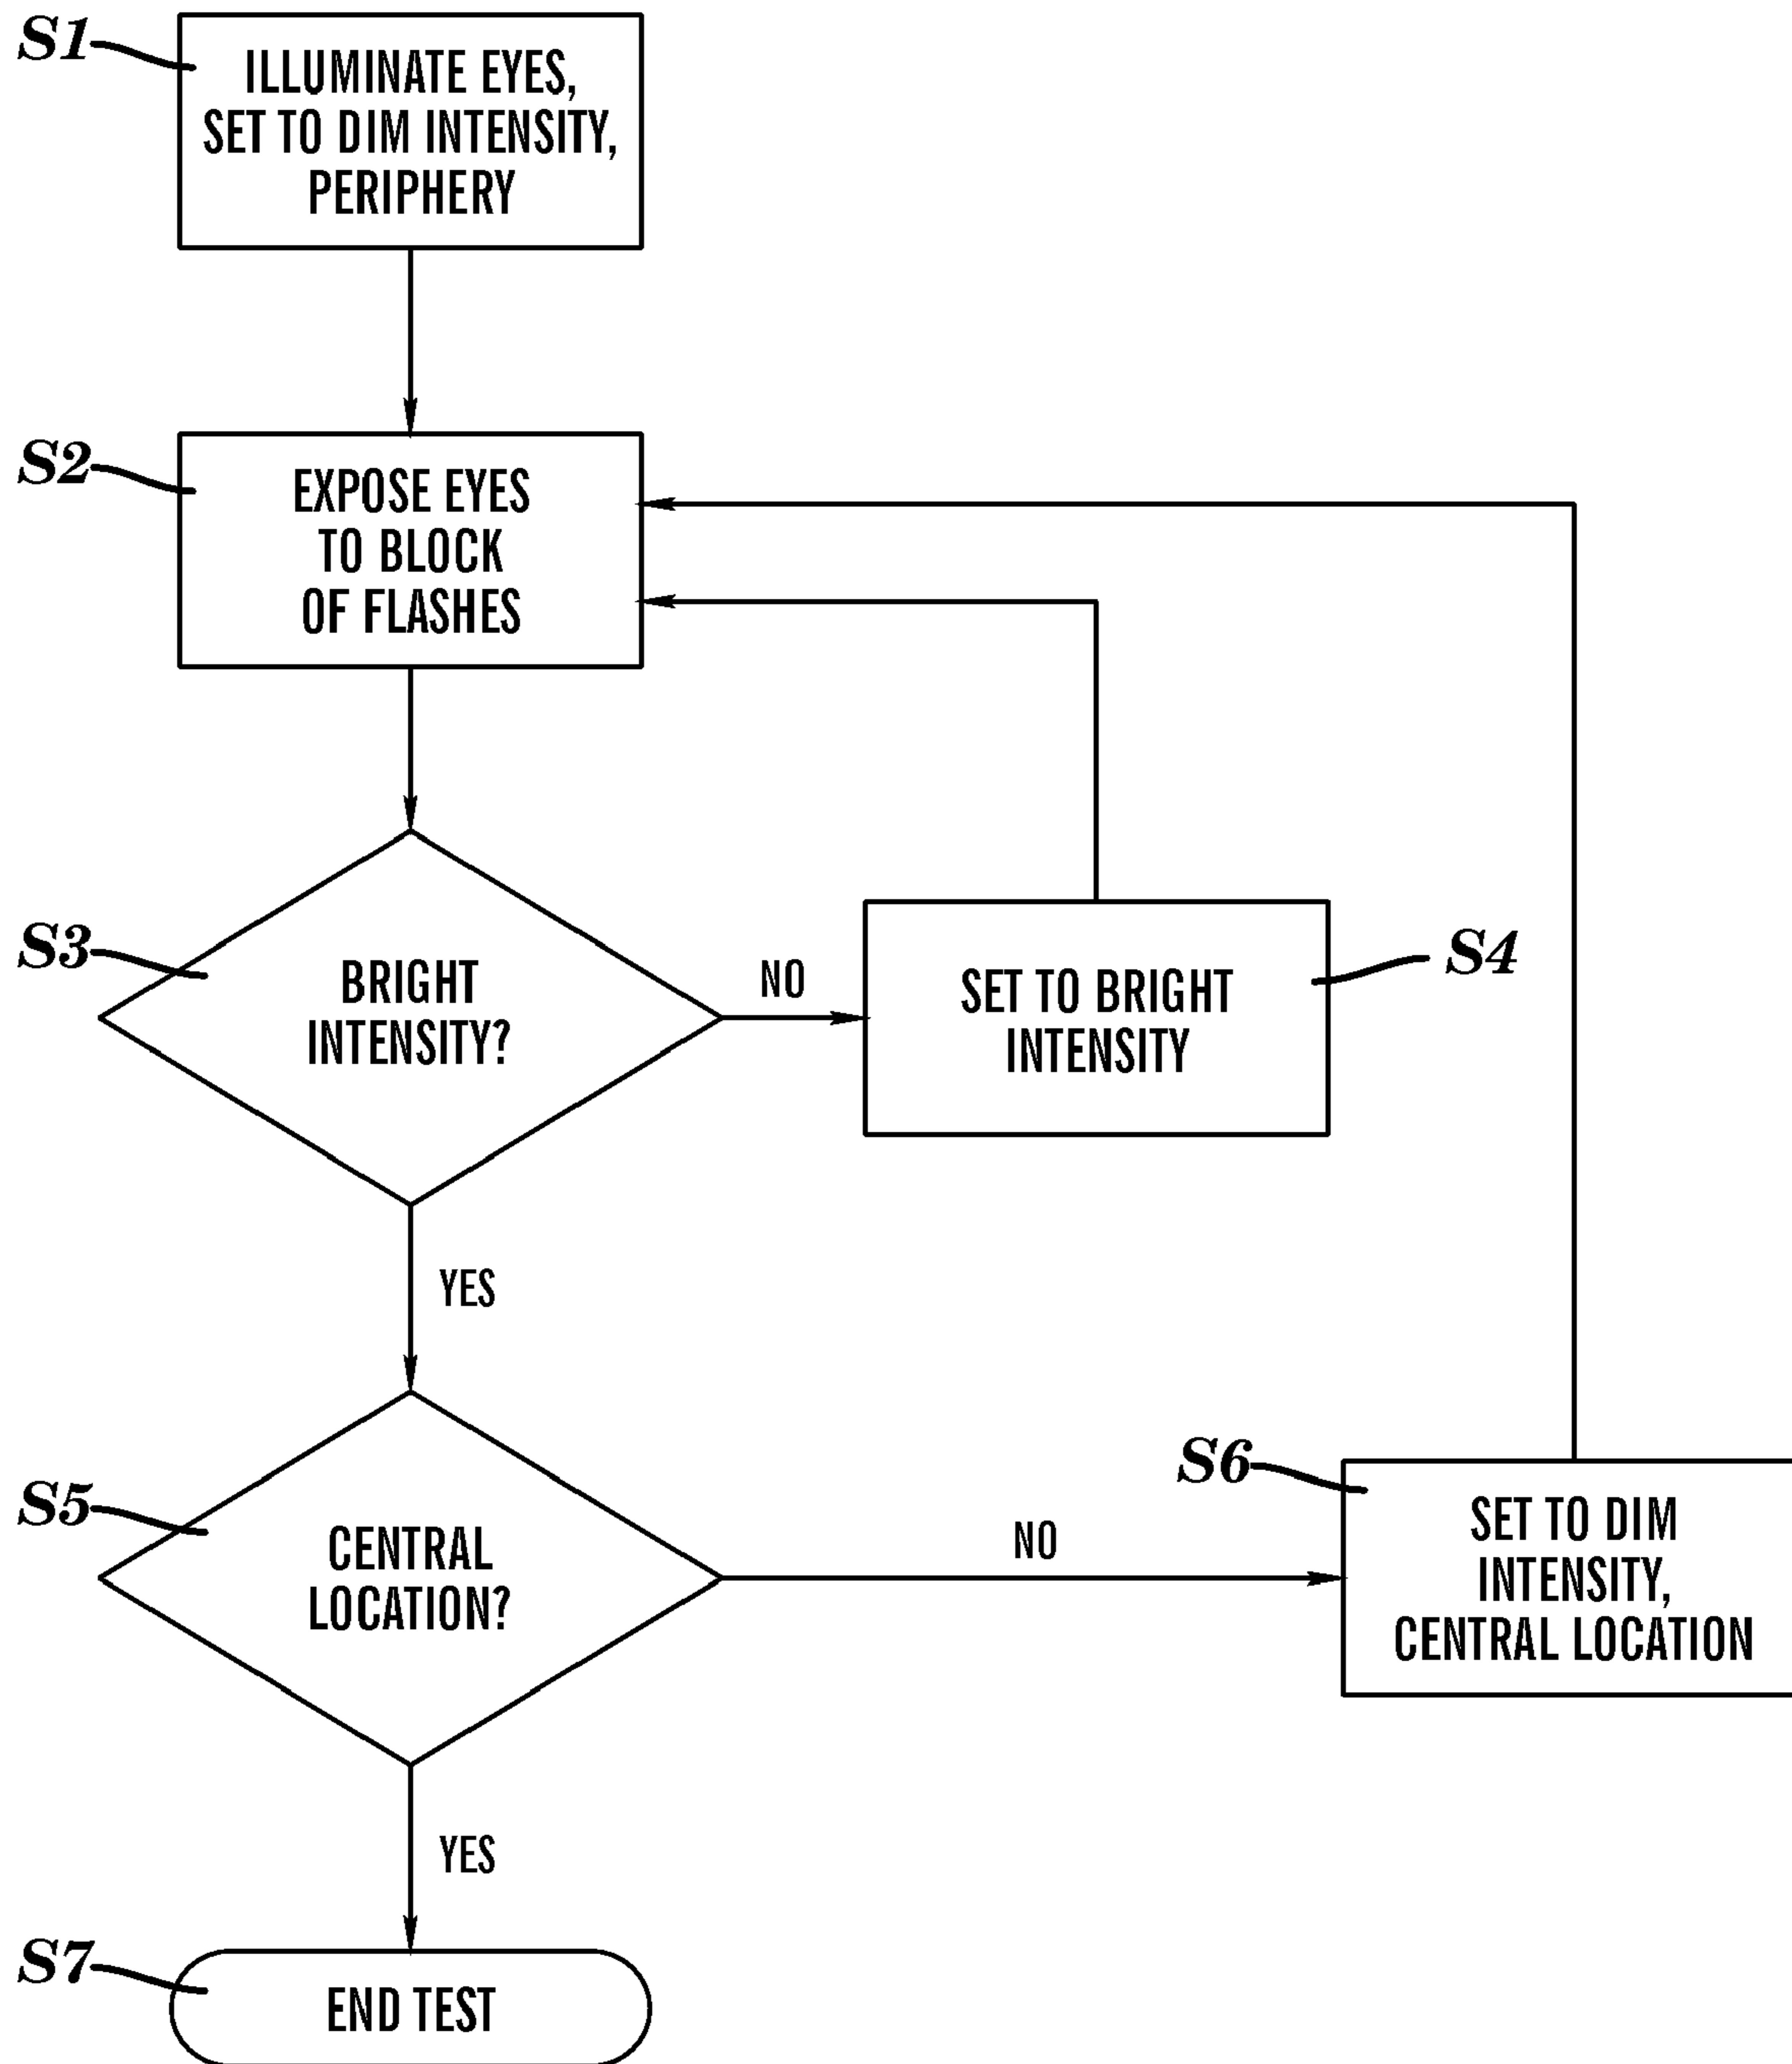 S1
ILLUMINATE EYES,
SET TO DIM INTENSITY,
PERIPHERY
S2
EXPOSE EYES
TO BLOCK
OF FLASHES
S3
BRIGHT
INTENSITY?
NO
SET TO BRIGHT
INTENSITY
S4
YES
S5
CENTRAL
LOCATION?
NO
S6
SET TO DIM
INTENSITY,
CENTRAL LOCATION
YES
S7
END TEST